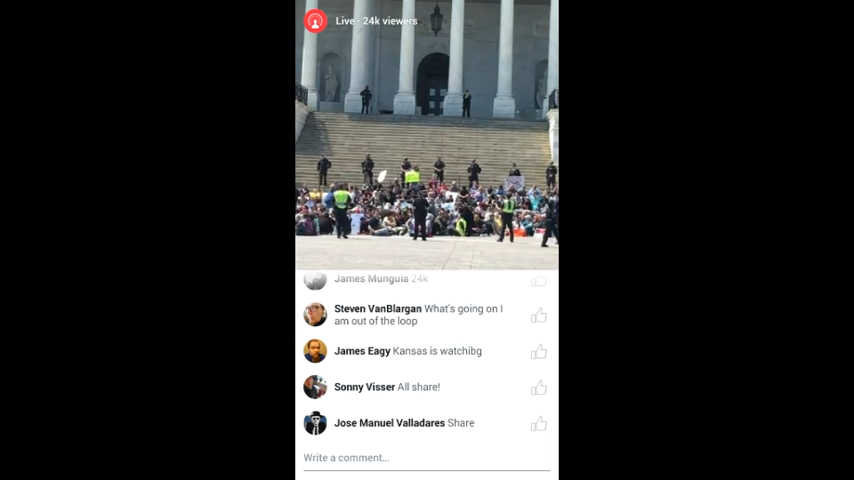 Live · 24k viewers
James Munguia 24k
Steven VanBlargan What's going on I
am out of the loop
James Eagy Kansas is watchibg
Sonny Visser All share!
Jose Manuel Valladares Share
Write a comment...